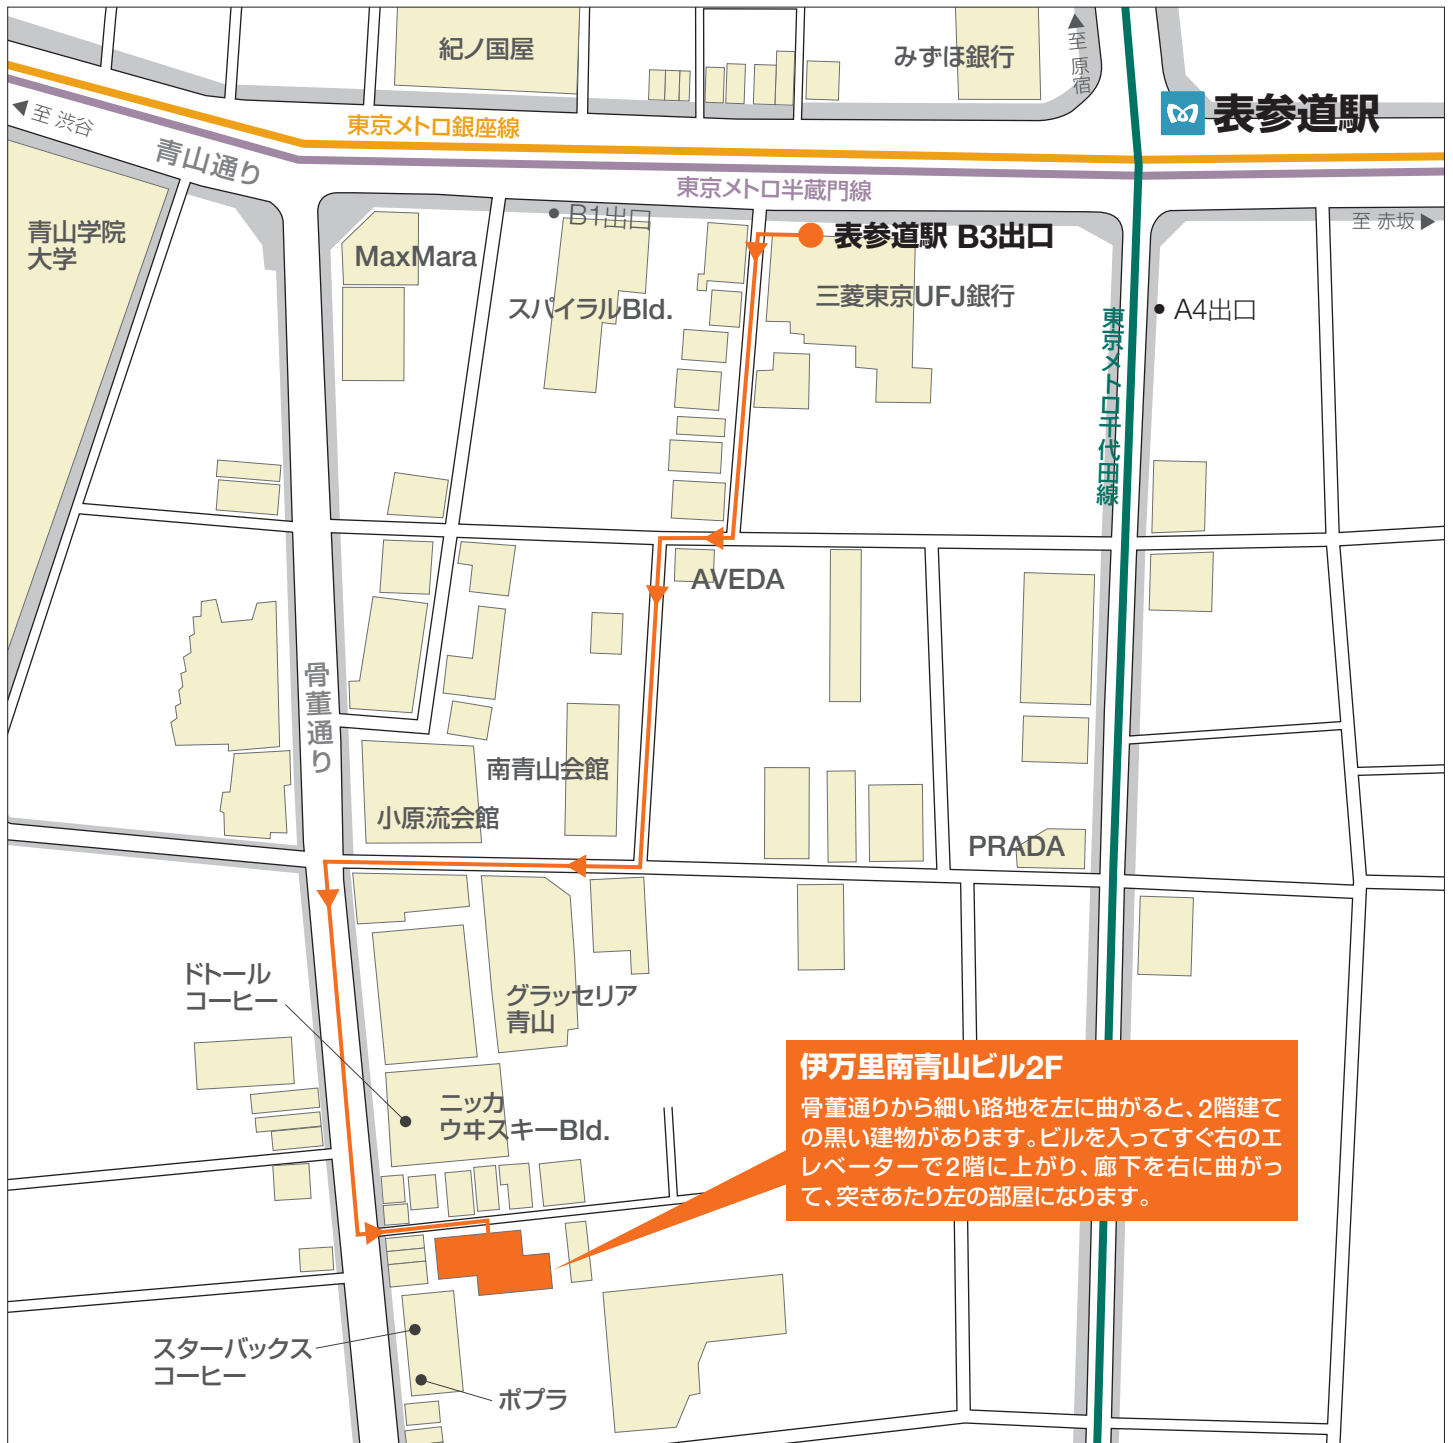 紀ノ国屋
みずほ銀行
至 原宿
表参道駅
至 渋谷
東京メトロ銀座線
青山通り
東京メトロ半蔵門線
B1出口
表参道駅 B3出口
至 赤坂
青山学院
大学
MaxMara
スパイラルBld.
三菱東京UFJ銀行
A4出口
東京メトロ千代田線
AVEDA
骨董通り
南青山会館
小原流会館
PRADA
ドトール
コーヒー
グラッセリア
青山
ニッカ
ウヰスキーBld.
伊万里南青山ビル2F
骨董通りから細い路地を左に曲がると、2階建て
の黒い建物があります。ビルを入ってすぐ右のエ
レベーターで2階に上がり、廊下を右に曲がっ
て、突きあたり左の部屋になります。
スターバックス
コーヒー
ポプラ